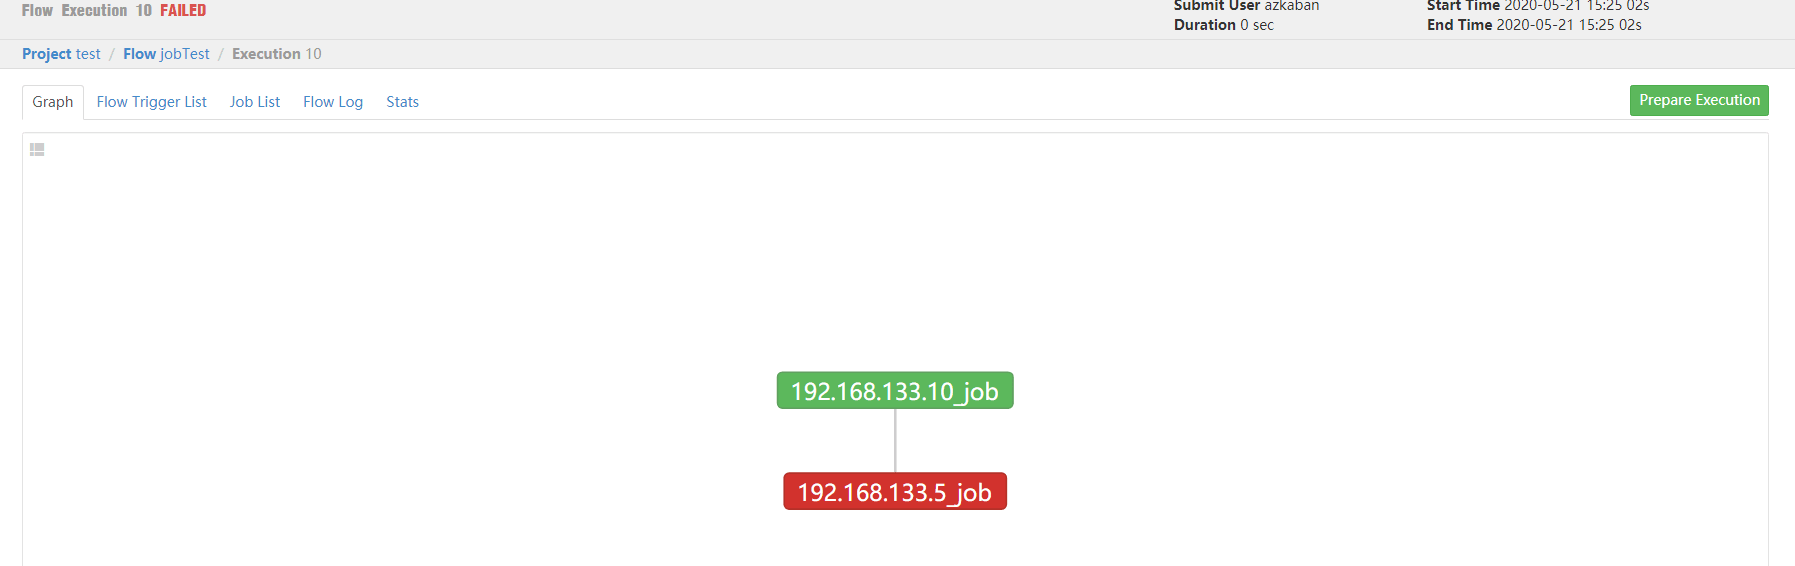 Flow Execution 10 FAILED
Submit User azkaban
Duration 0 sec
Start Time 2020-05-21 15:25 02s
End Time 2020-05-21 15:25 02s
Project test / Flow jobTest / Execution 10
Graph Flow Trigger List Job List Flow Log Stats
Prepare Execution
192.168.133.10_job
192.168.133.5_job